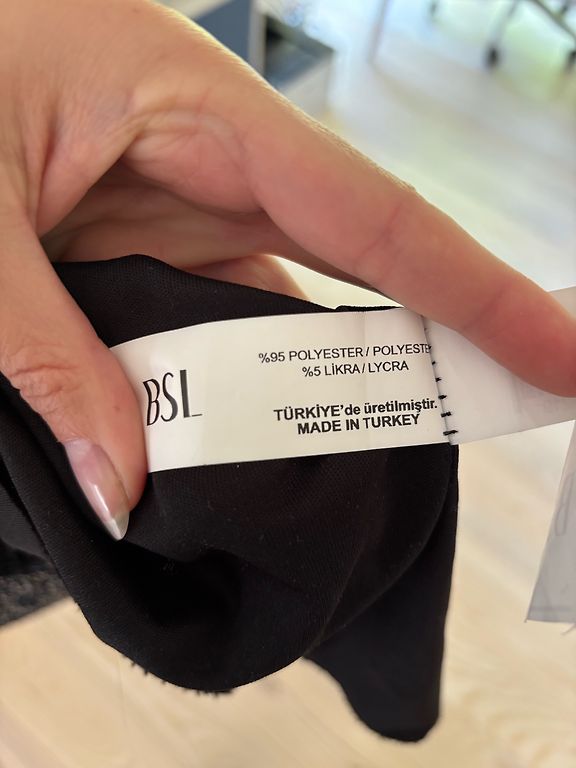 BSL
%95 POLYESTER / POLYESTE
%5 LİKRA / LYCRA
TÜRKİYE'de üretilmiştir.
MADE IN TURKEY